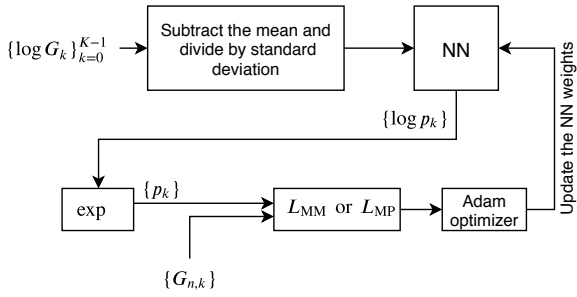 Subtract the mean and
divide by standard
deviation
{log G_k}_{k=0}^{K−1}
NN
{log p_k}
Update the NN weights
exp
{p_k}
L_MM or L_MP
Adam
optimizer
{G_{n,k}}